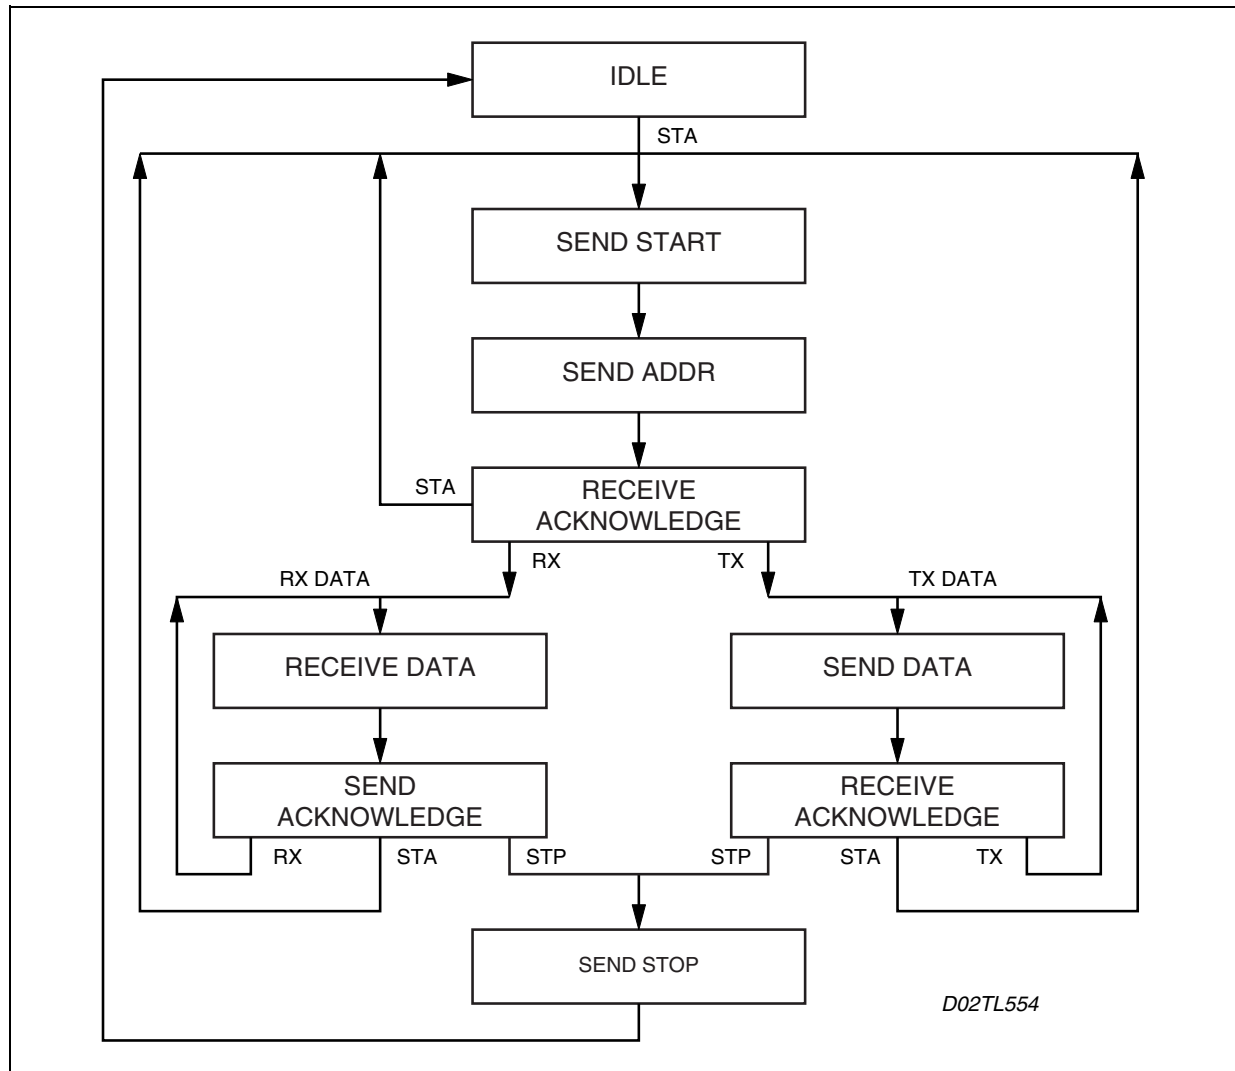 IDLE
STA
SEND START
SEND ADDR
STA
RECEIVE
ACKNOWLEDGE
RX
TX
RX DATA
TX DATA
RECEIVE DATA
SEND DATA
SEND
ACKNOWLEDGE
RECEIVE
ACKNOWLEDGE
RX
STA
STP
STP
STA
TX
SEND STOP
D02TL554